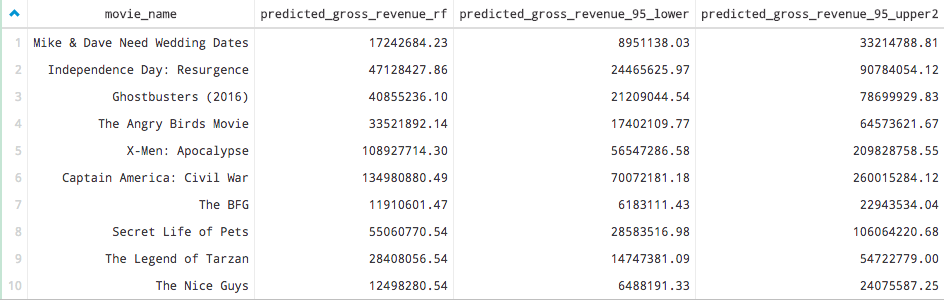 movie_name predicted_gross_revenue_rf predicted_gross_revenue_95_lower predicted_gross_revenue_95_upper2
1 Mike & Dave Need Wedding Dates 17242684.23 8951138.03 33214788.81
2 Independence Day: Resurgence 47128427.86 24465625.97 90784054.12
3 Ghostbusters (2016) 40855236.10 21209044.54 78699929.83
4 The Angry Birds Movie 33521892.14 17402109.77 64573621.67
5 X-Men: Apocalypse 108927714.30 56547286.58 209828758.55
6 Captain America: Civil War 134980880.49 70072181.18 260015284.12
7 The BFG 11910601.47 6183111.43 22943534.04
8 Secret Life of Pets 55060770.54 28583516.98 106064220.68
9 The Legend of Tarzan 28408056.54 14747381.09 54722779.00
10 The Nice Guys 12498280.54 6488191.33 24075587.25